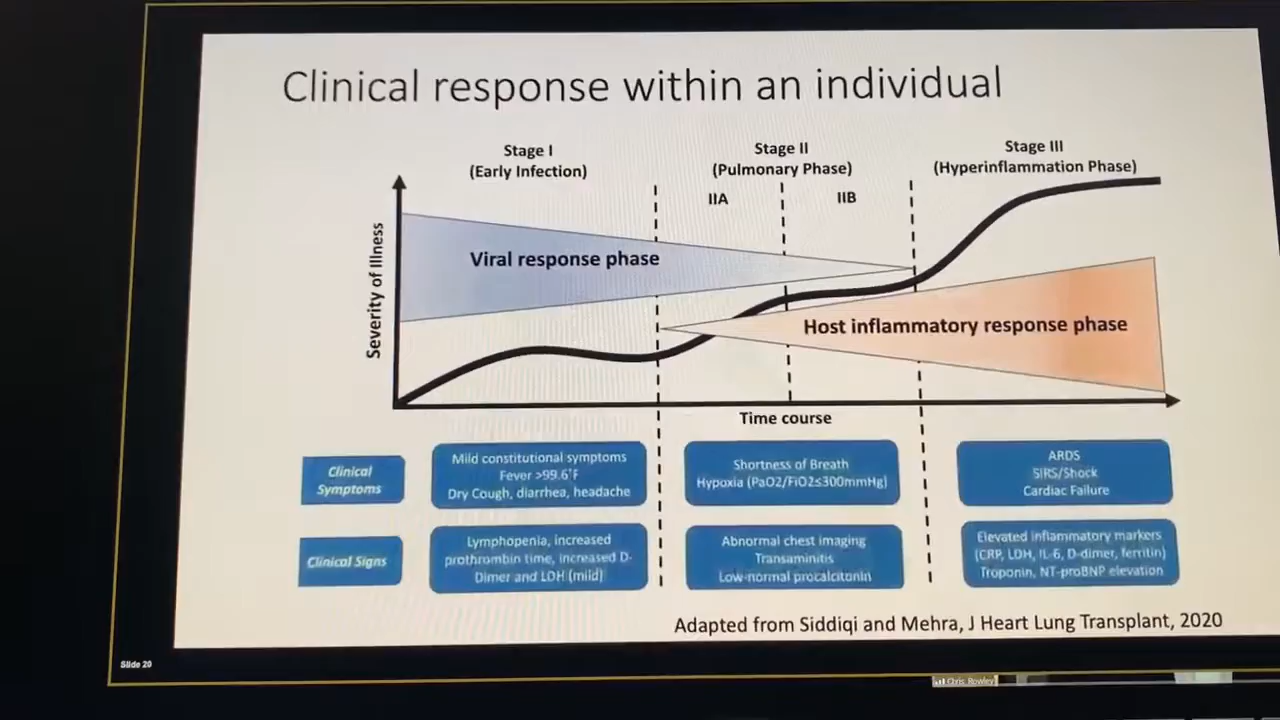 Clinical response within an individual
Stage I
(Early Infection)
Stage II
(Pulmonary Phase)
Stage III
(Hyperinflammation Phase)
IIA
IIB
Severity of Illness
Viral response phase
Host inflammatory response phase
Time course
Clinical
Symptoms
Mild constitutional symptoms
Fever >99.6°F
Dry Cough, diarrhea, headache
Shortness of Breath
Hypoxia (PaO2/FiO2≤300mmHg)
ARDS
SIRS/Shock
Cardiac Failure
Clinical Signs
Lymphopenia, increased
prothrombin time, increased D-
Dimer and LDH (mild)
Abnormal chest imaging
Transaminitis
Low-normal procalcitonin
Elevated inflammatory markers
(CRP, LDH, IL-6, D-dimer, ferritin)
Troponin, NT-proBNP elevation
Adapted from Siddiqi and Mehra, J Heart Lung Transplant, 2020
Slide 20
Chris Rowley